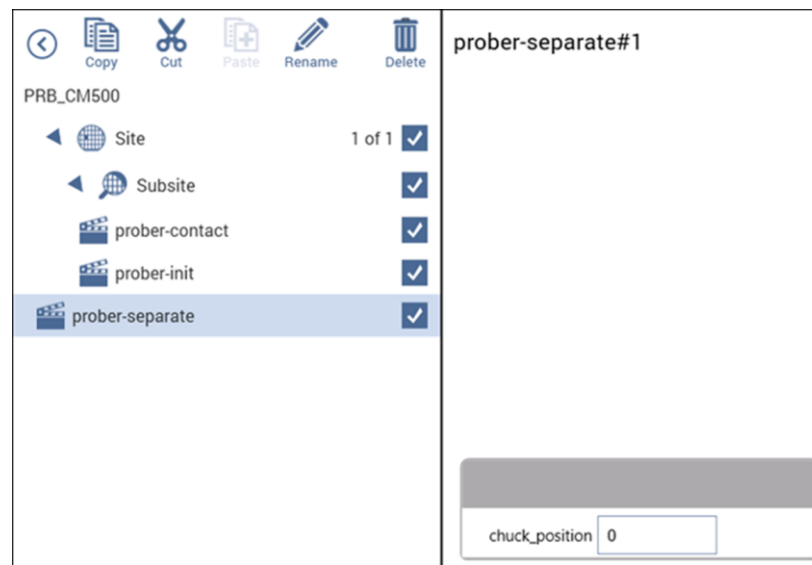 Copy Cut Paste Rename Delete
PRB_CM500
Site 1 of 1
Subsite
prober-contact
prober-init
prober-separate
prober-separate#1
chuck_position 0